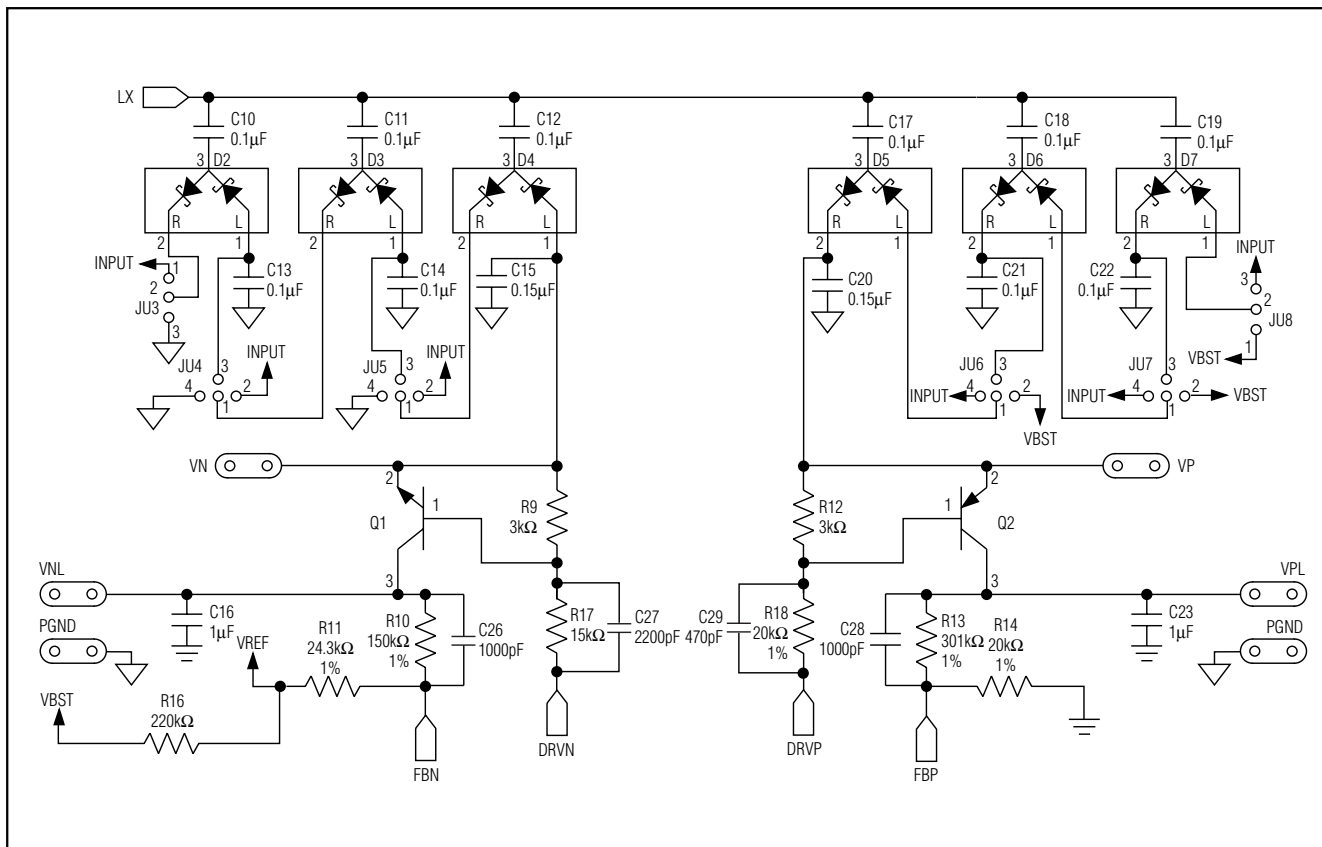 LX
C10
0.1µF
C11
0.1µF
C12
0.1µF
C17
0.1µF
C18
0.1µF
C19
0.1µF
3 D2
3 D3
3 D4
3 D5
3 D6
3 D7
R L
R L
R L
R L
R L
R L
2 1
2 1
2 1
2 1
2 1
2 1
INPUT
1
2
JU3
3
C13
0.1µF
C14
0.1µF
C15
0.15µF
C20
0.15µF
C21
0.1µF
C22
0.1µF
INPUT
3
2
JU8
1
VBST
JU4
3
4
2
1
INPUT
JU5
3
4
2
1
INPUT
JU6
3
INPUT
4
2
1
VBST
JU7
3
INPUT
4
2
1
VBST
VN
2
1
Q1
3
R9
3kΩ
R12
3kΩ
2
1
Q2
3
VP
VNL
C16
1µF
PGND
VREF
R11
24.3kΩ
1%
R10
150kΩ
1%
C26
1000pF
R17
15kΩ
C27
2200pF
C29
470pF
R18
20kΩ
1%
C28
1000pF
R13
301kΩ
1%
R14
20kΩ
1%
C23
1µF
VPL
PGND
VBST
R16
220kΩ
FBN
DRVN
DRVP
FBP